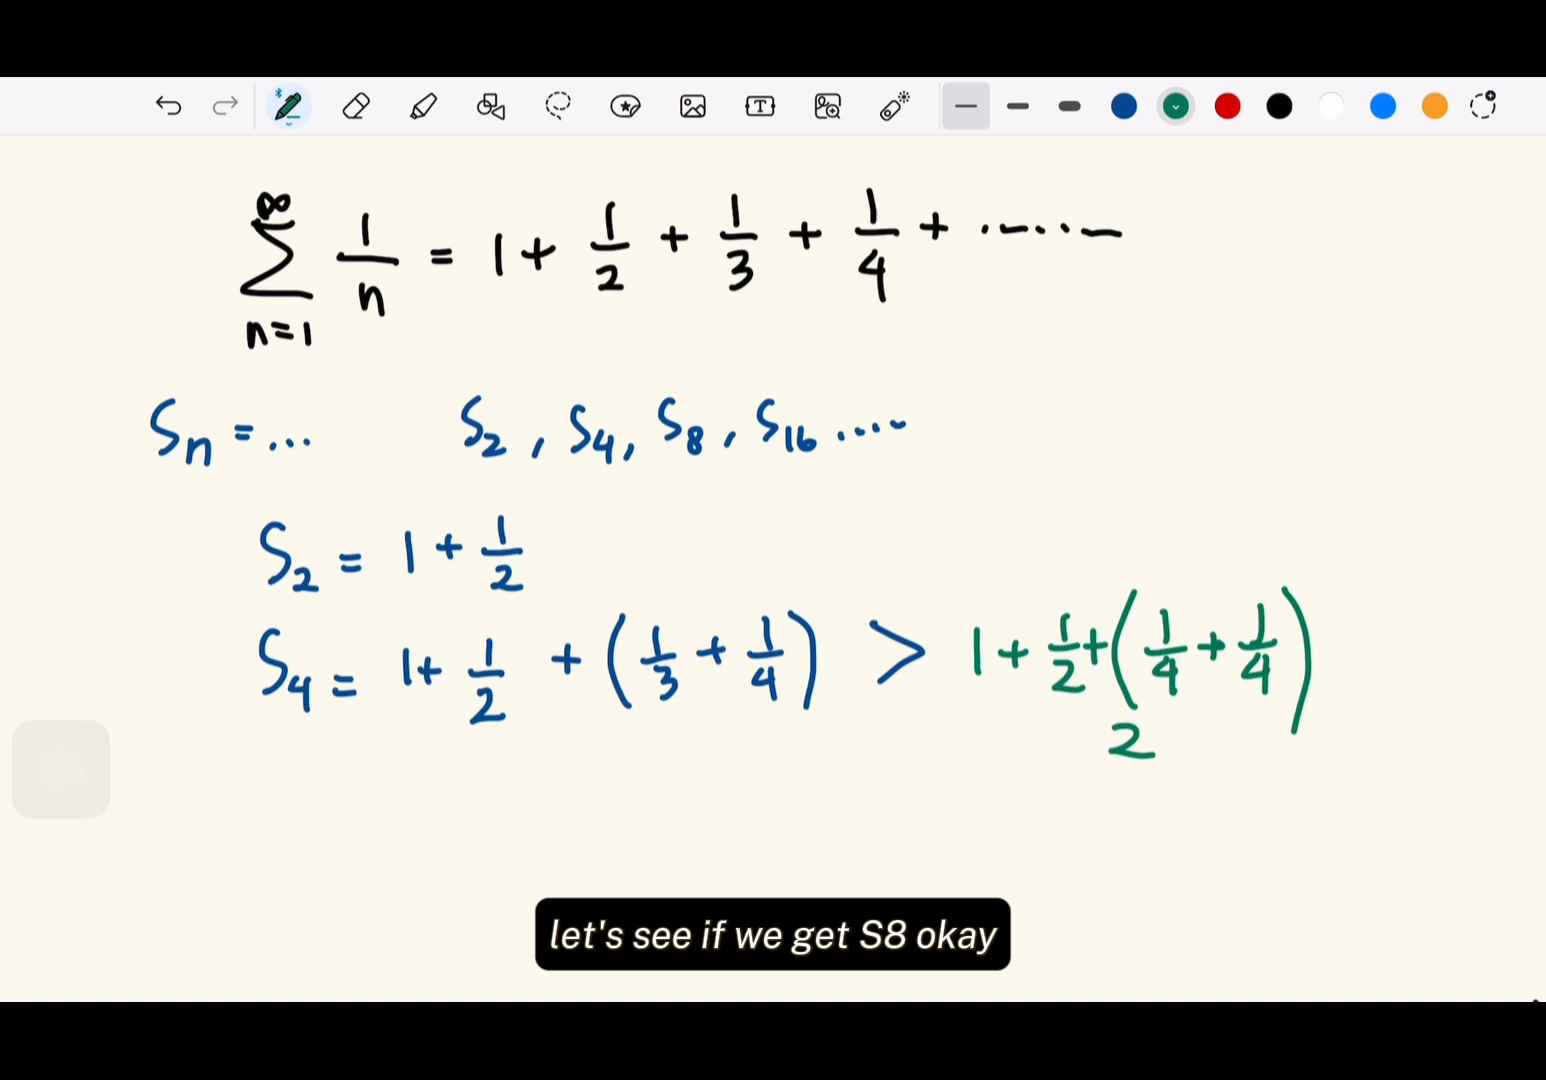 ∞
∑ 1/n = 1 + 1/2 + 1/3 + 1/4 + ......
n=1
Sn = ... S2 , S4, S8 , S16 ....
S2 = 1 + 1/2
S4 = 1 + 1/2 + (1/3 + 1/4) > 1 + 1/2 + (1/4 + 1/4)
2
let's see if we get S8 okay